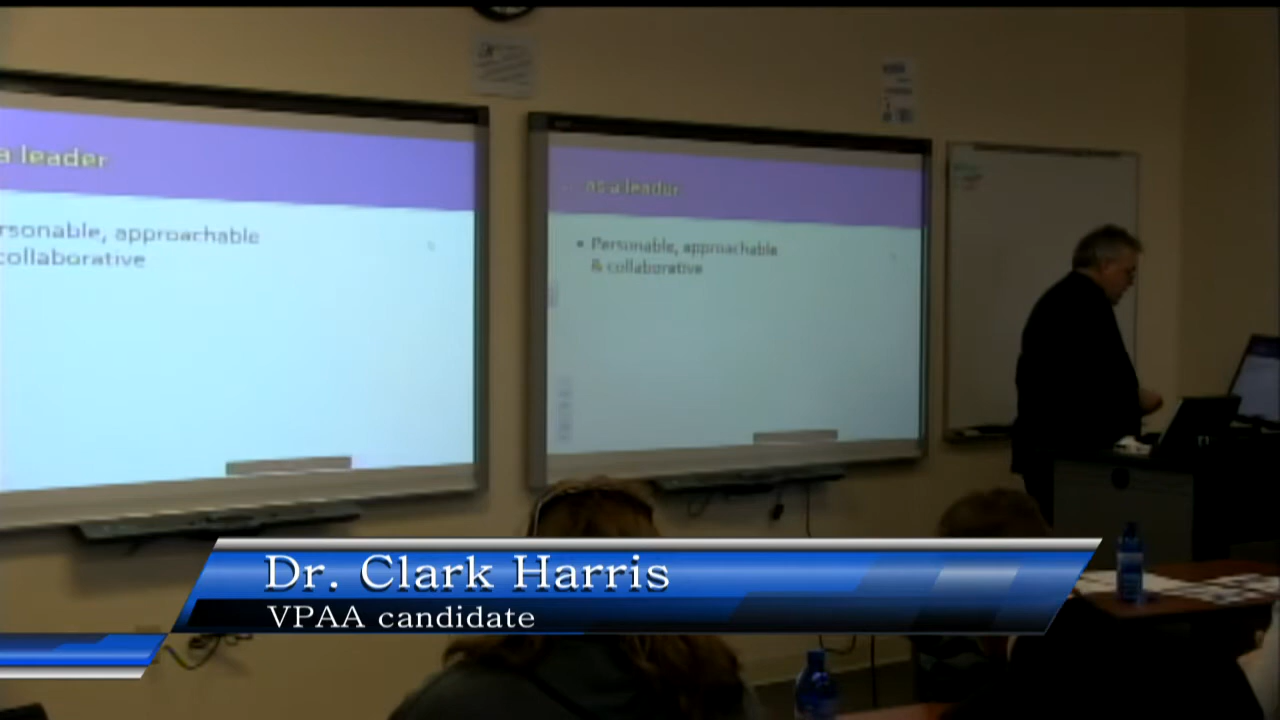 a leader
rsonable, approachable
collaborative
... as a leader
• Personable, approachable
& collaborative
Dr. Clark Harris
VPAA candidate